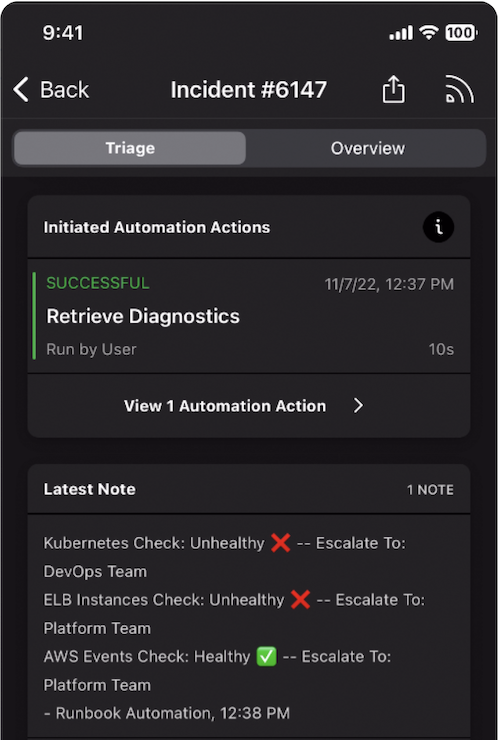 9:41
100
Back
Incident #6147
Triage
Overview
Initiated Automation Actions
i
SUCCESSFUL
11/7/22, 12:37 PM
Retrieve Diagnostics
Run by User
10s
View 1 Automation Action
Latest Note
1 NOTE
Kubernetes Check: Unhealthy ❌ -- Escalate To:
DevOps Team
ELB Instances Check: Unhealthy ❌ -- Escalate To:
Platform Team
AWS Events Check: Healthy ✅ -- Escalate To:
Platform Team
- Runbook Automation, 12:38 PM